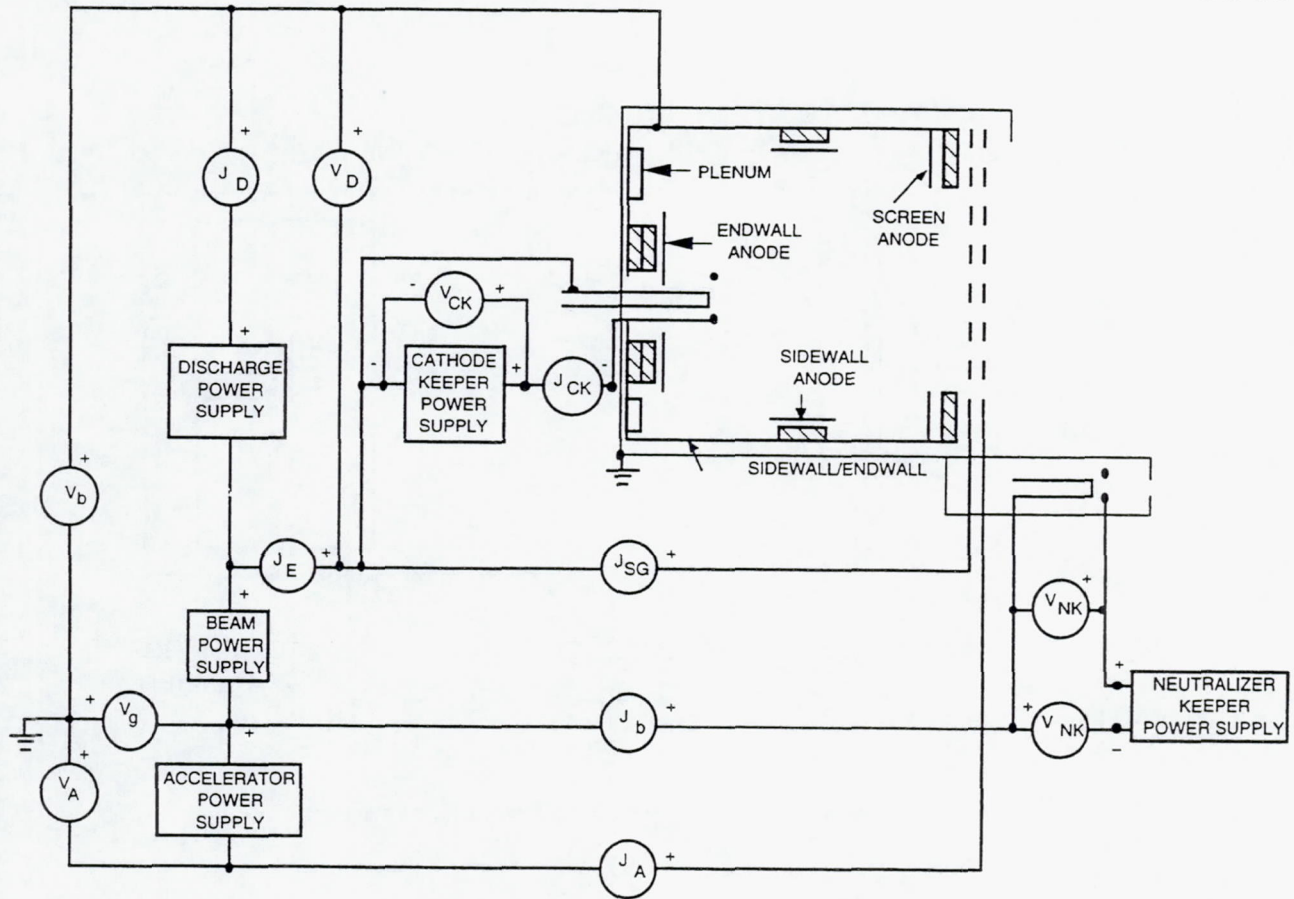 +
+
J D
V D
PLENUM
ENDWALL
ANODE
SCREEN
ANODE
- V CK +
+
DISCHARGE
POWER
SUPPLY
- CATHODE +
KEEPER
POWER
SUPPLY
J CK -
SIDEWALL
ANODE
SIDEWALL/ENDWALL
+
V b
J E +
J SG +
+
BEAM
POWER
SUPPLY
V NK +
+ V g
J b +
+ V NK
+
-
NEUTRALIZER
KEEPER
POWER SUPPLY
+
V A
+
ACCELERATOR
POWER
SUPPLY
J A +